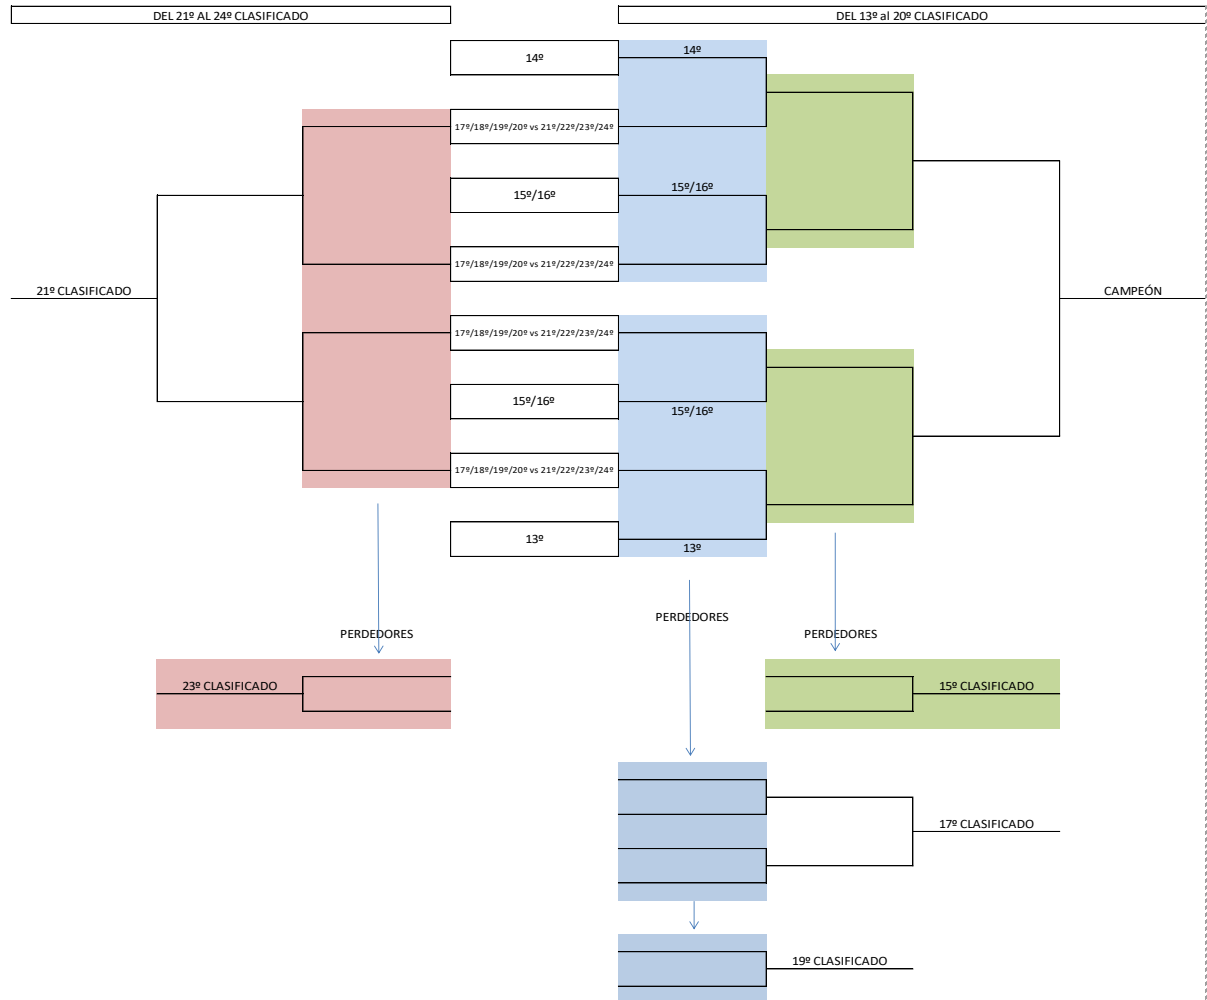 DEL 21º AL 24º CLASIFICADO
DEL 13º al 20º CLASIFICADO
14º
14º
17º/18º/19º/20º vs 21º/22º/23º/24º
15º/16º
15º/16º
17º/18º/19º/20º vs 21º/22º/23º/24º
21º CLASIFICADO
CAMPEÓN
17º/18º/19º/20º vs 21º/22º/23º/24º
15º/16º
15º/16º
17º/18º/19º/20º vs 21º/22º/23º/24º
13º
13º
PERDEDORES
PERDEDORES
PERDEDORES
23º CLASIFICADO
15º CLASIFICADO
17º CLASIFICADO
19º CLASIFICADO